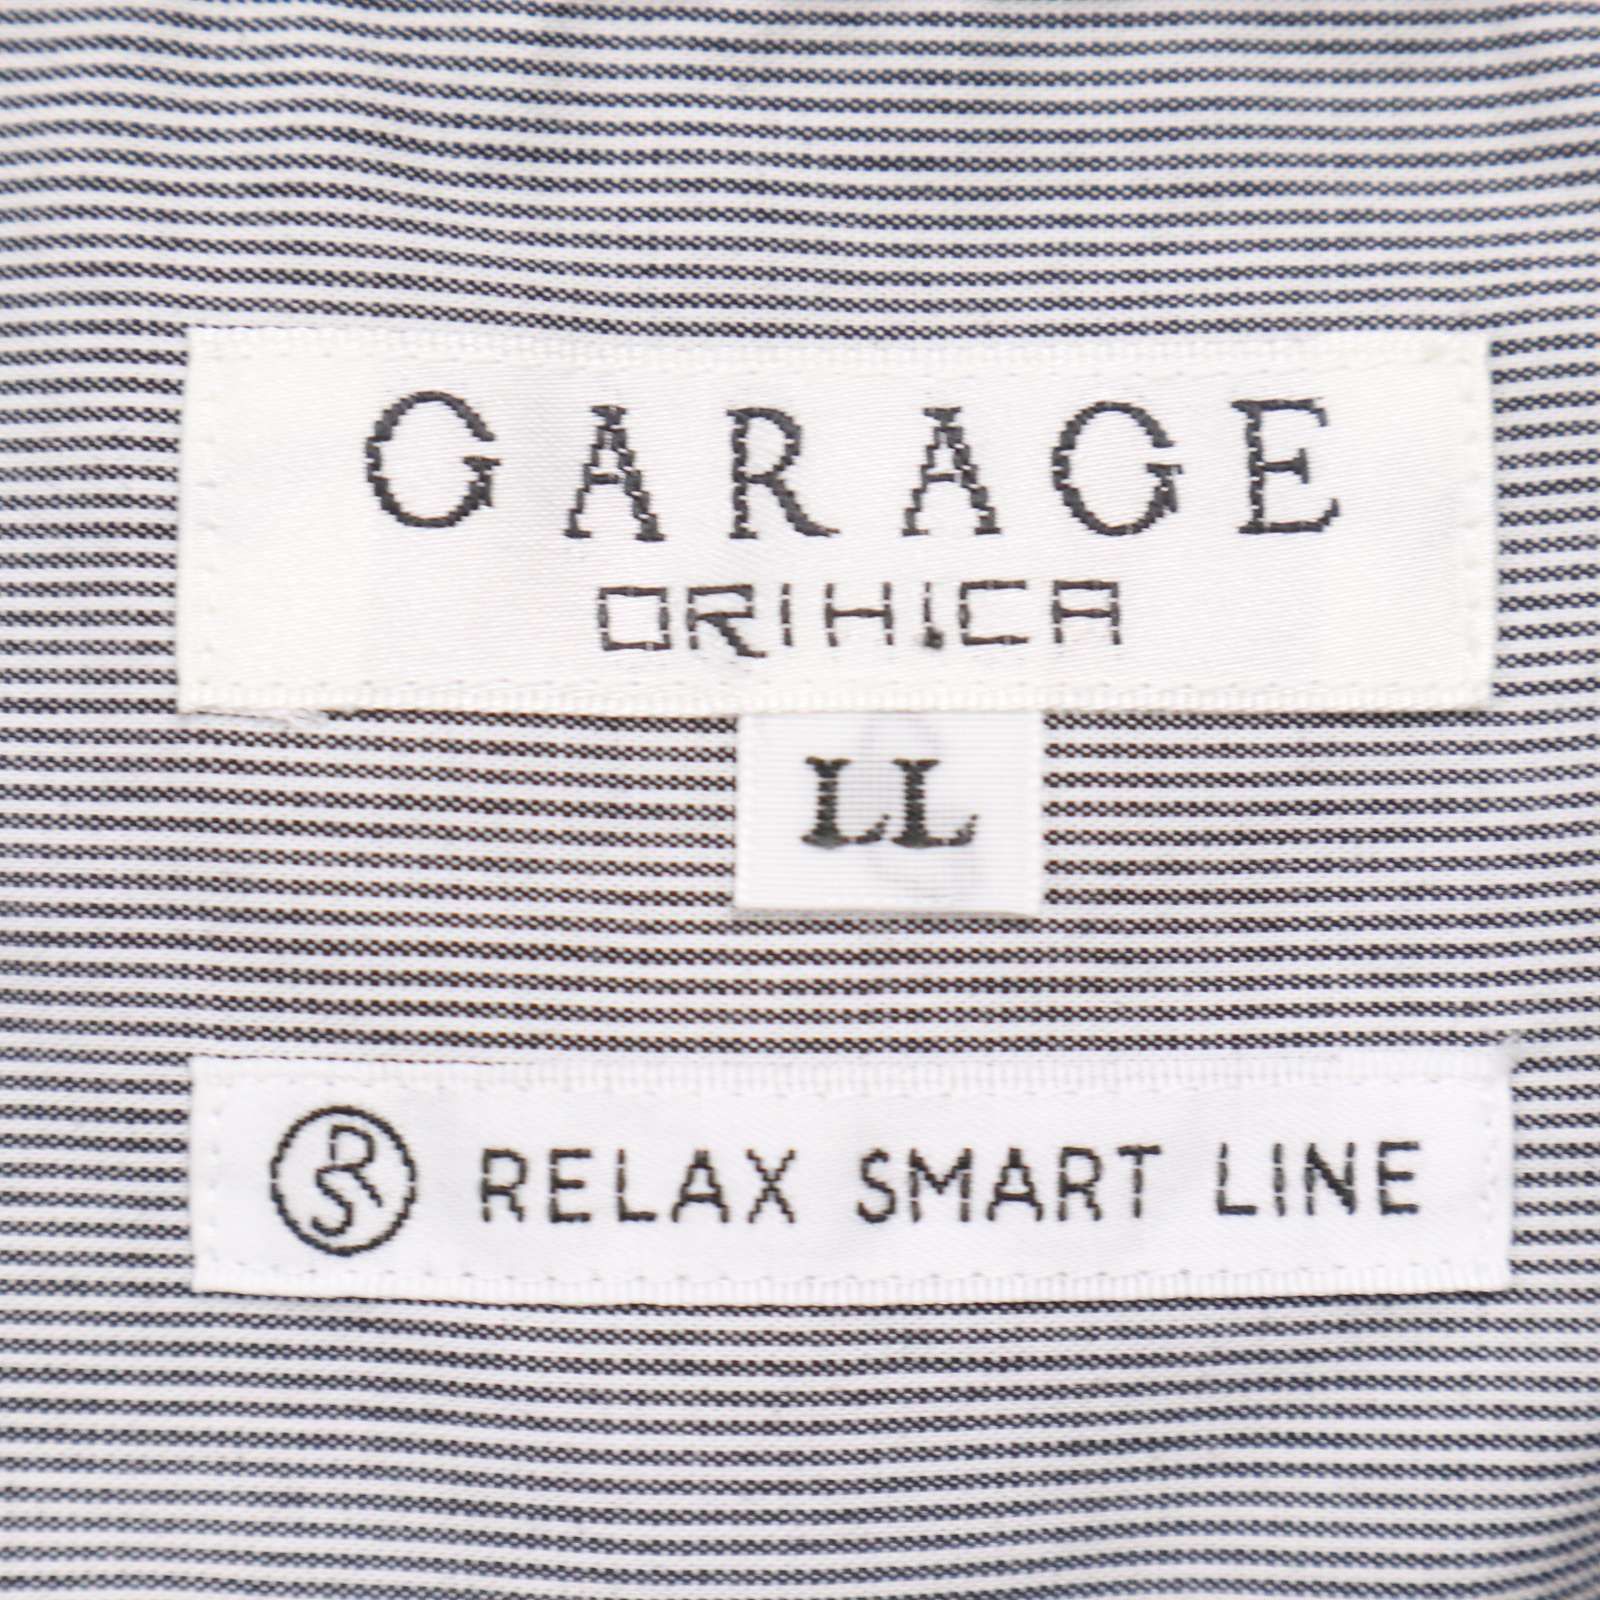 GARAGE
ORIHICA
LL
RS RELAX SMART LINE